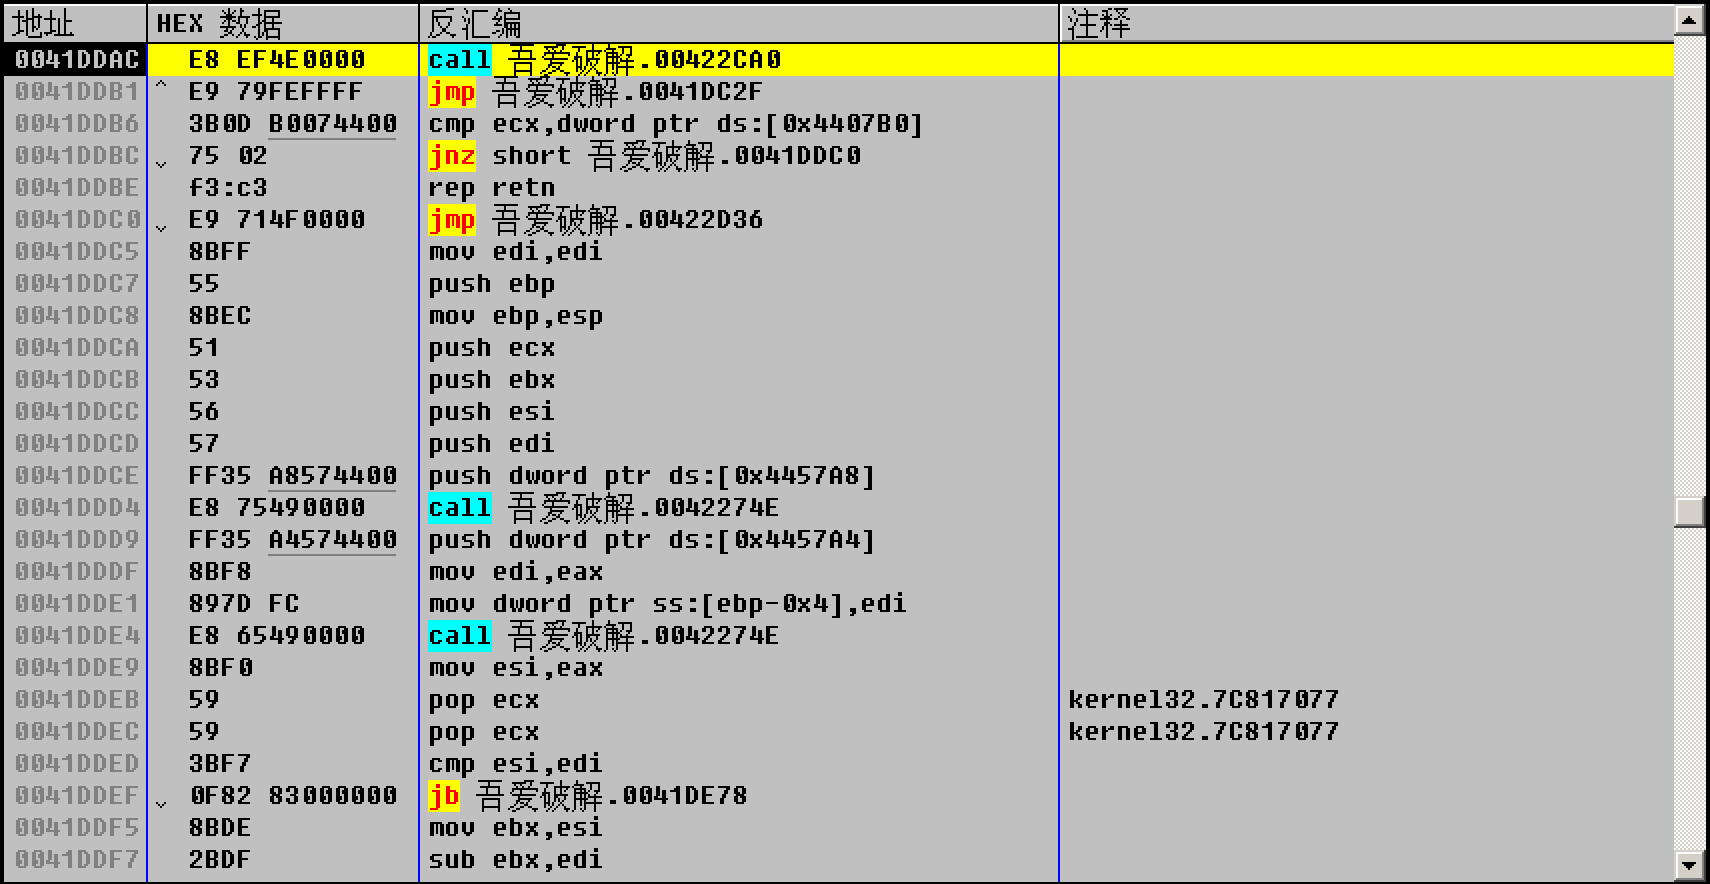 地址 HEX 数据 反汇编 注释
0041DDAC E8 EF4E0000 call 吾爱破解.00422CA0
0041DDB1 ^ E9 79FEFFFF jmp 吾爱破解.0041DC2F
0041DDB6 3B0D B0074400 cmp ecx,dword ptr ds:[0x4407B0]
0041DDBC ˅ 75 02 jnz short 吾爱破解.0041DDC0
0041DDBE f3:c3 rep retn
0041DDC0 ˅ E9 714F0000 jmp 吾爱破解.00422D36
0041DDC5 8BFF mov edi,edi
0041DDC7 55 push ebp
0041DDC8 8BEC mov ebp,esp
0041DDCA 51 push ecx
0041DDCB 53 push ebx
0041DDCC 56 push esi
0041DDCD 57 push edi
0041DDCE FF35 A8574400 push dword ptr ds:[0x4457A8]
0041DDD4 E8 75490000 call 吾爱破解.0042274E
0041DDD9 FF35 A4574400 push dword ptr ds:[0x4457A4]
0041DDDF 8BF8 mov edi,eax
0041DDE1 897D FC mov dword ptr ss:[ebp-0x4],edi
0041DDE4 E8 65490000 call 吾爱破解.0042274E
0041DDE9 8BF0 mov esi,eax
0041DDEB 59 pop ecx kernel32.7C817077
0041DDEC 59 pop ecx kernel32.7C817077
0041DDED 3BF7 cmp esi,edi
0041DDEF ˅ 0F82 83000000 jb 吾爱破解.0041DE78
0041DDF5 8BDE mov ebx,esi
0041DDF7 2BDF sub ebx,edi